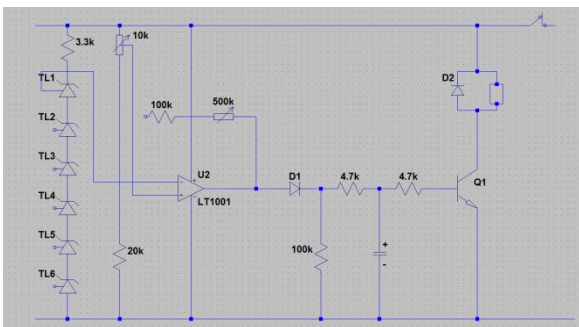 3.3k
10k
TL1
TL2
TL3
TL4
TL5
TL6
20k
100k
500k
U2
LT1001
D1
4.7k
4.7k
100k
+
-
D2
Q1